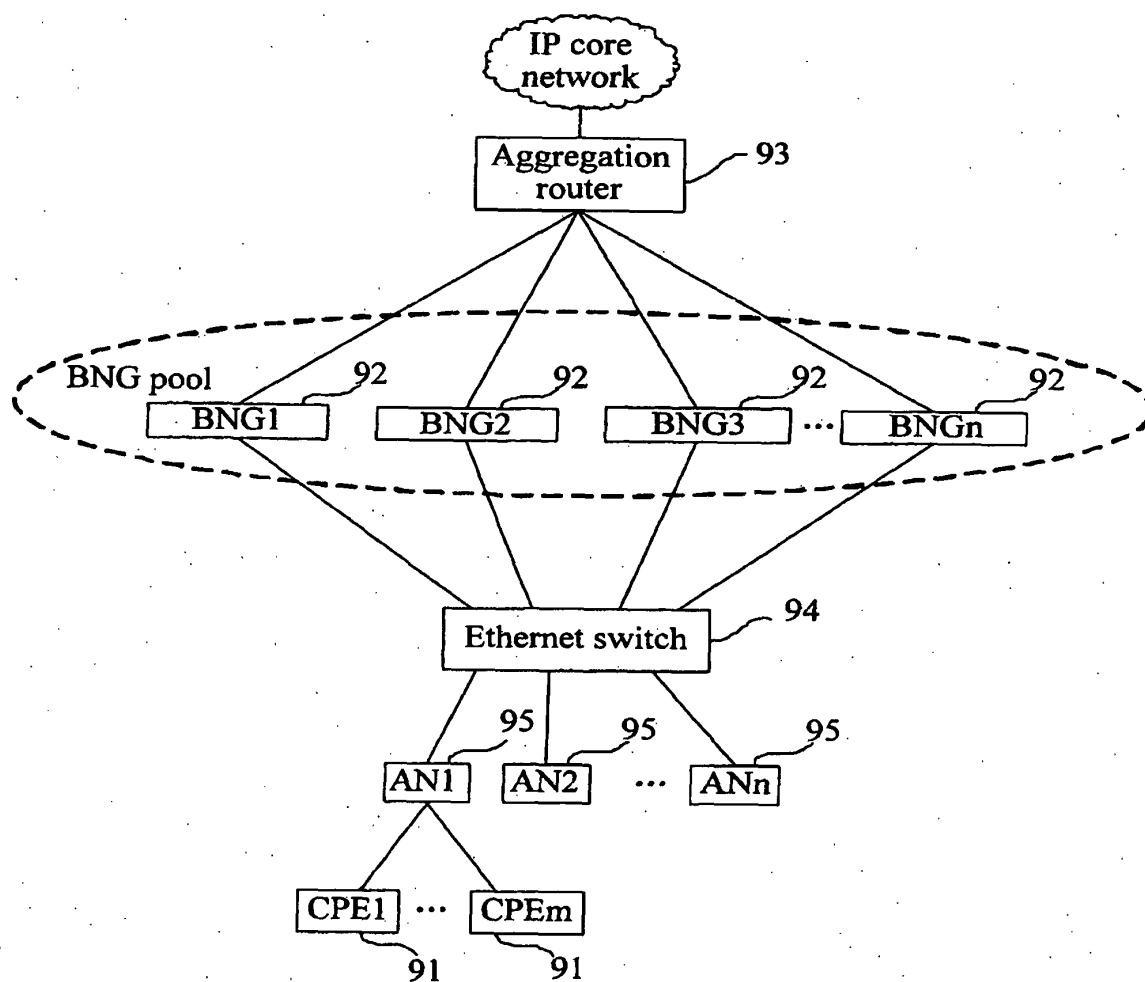 IP core
network
Aggregation
router
93
BNG pool
92
92
92
92
BNG1
BNG2
BNG3
...
BNGn
Ethernet switch
94
95
95
95
AN1
AN2
...
ANn
CPE1
...
CPEm
91
91